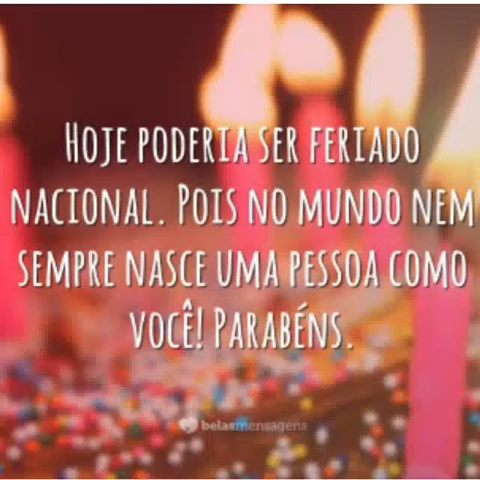 Hoje poderia ser feriado
nacional. Pois no mundo nem
sempre nasce uma pessoa como
você! Parabéns.
belasmensagens